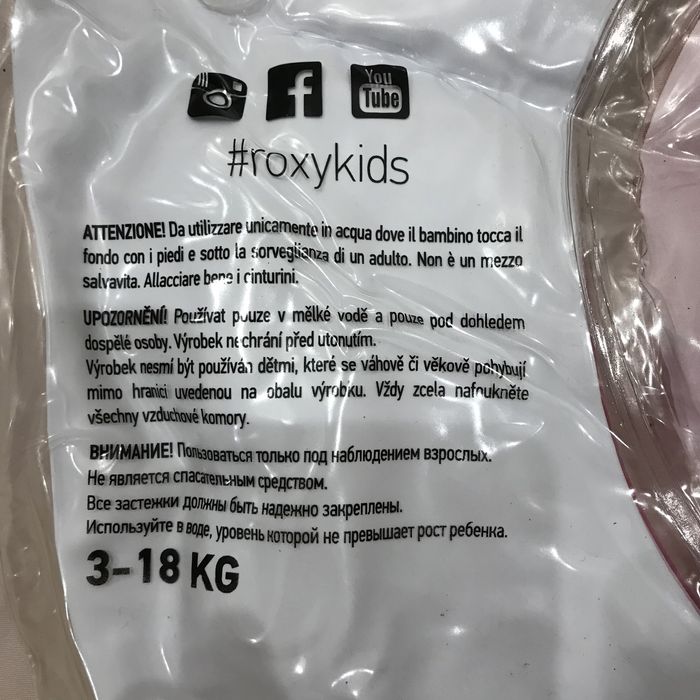 You
Tube
#roxykids
ATTENZIONE! Da utilizzare unicamente in acqua dove il bambino tocca il
fondo con i piedi e sotto la sorveglianza di un adulto. Non è un mezzo
salvavita. Allacciare bene i cinturini.
UPOZORNĚNÍ! Používat pouze v mělké vodě a pouze pod dohledem
dospělé osoby. Výrobek nechrání před utonutím.
Výrobek nesmí být používán dětmi, které se váhově či věkově pohybují
mimo hranici uvedenou na obalu výrobku. Vždy zcela nafoukněte
všechny vzduchové komory.
ВНИМАНИЕ! Пользоваться только под наблюдением взрослых.
Не является спасательным средством.
Все застежки должны быть надежно закреплены.
Используйте в воде, уровень которой не превышает рост ребенка.
3-18 KG